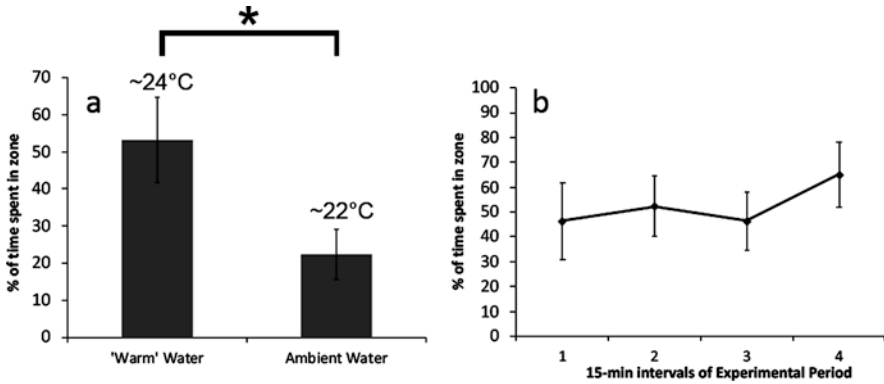 *
a
~24°C
~22°C
% of time spent in zone
70
60
50
40
30
20
10
0
'Warm' Water
Ambient Water
b
% of time spent in zone
100
90
80
70
60
50
40
30
20
10
0
1
2
3
4
15-min intervals of Experimental Period